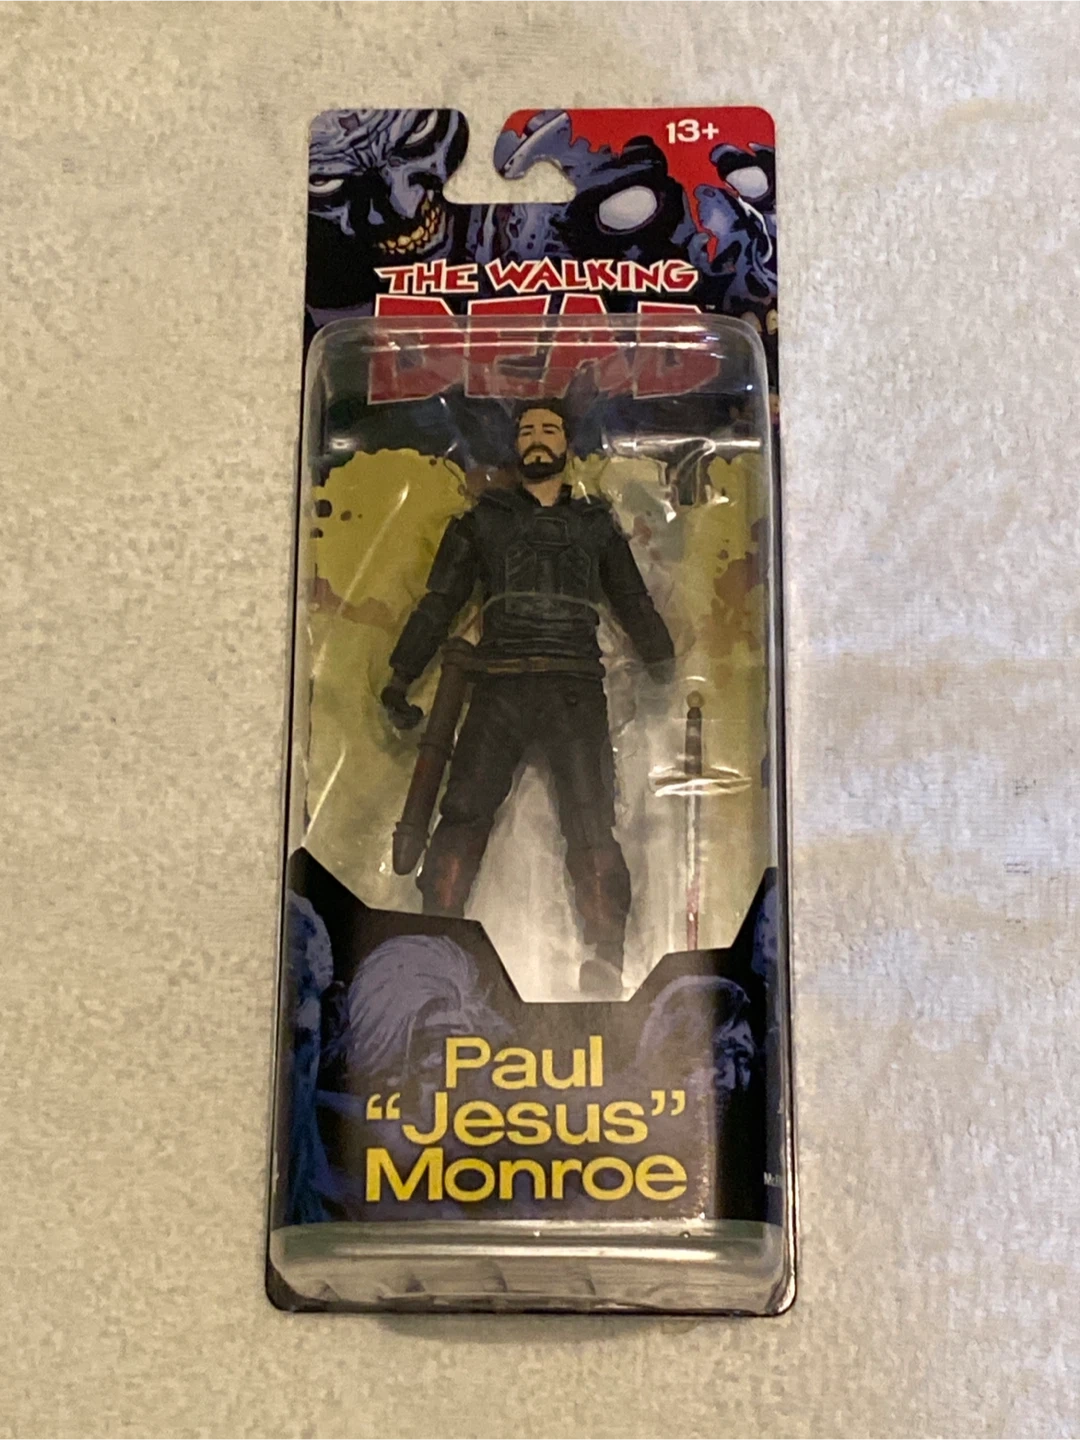 13+
THE WALKING
DEAD
Paul
“Jesus”
Monroe